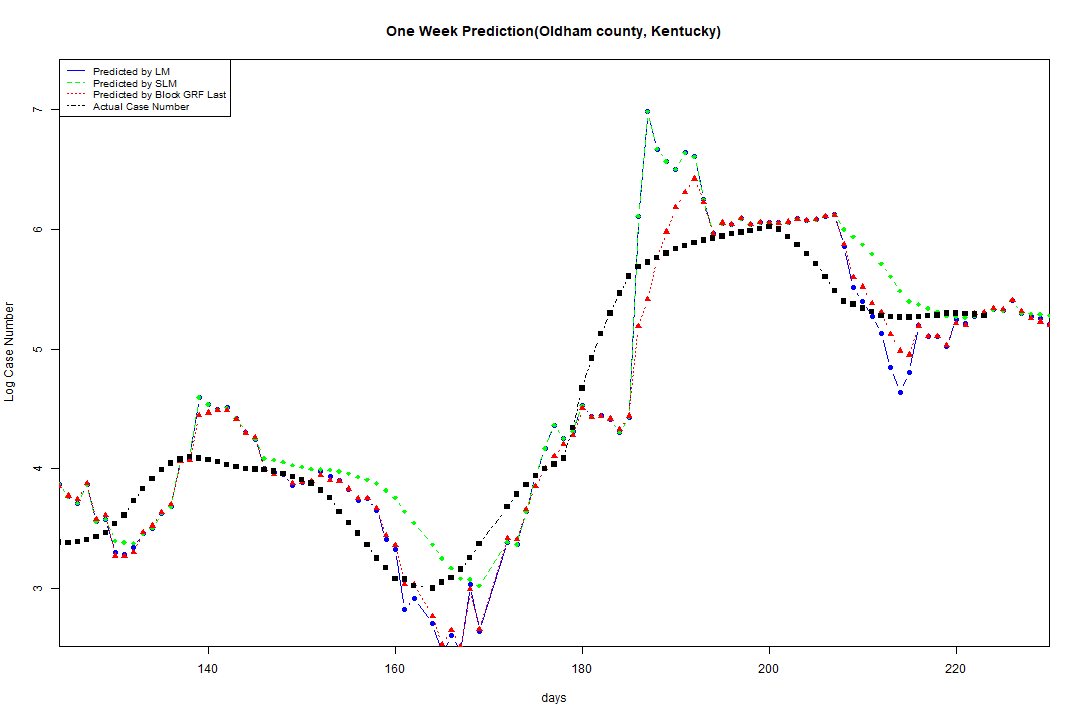 One Week Prediction(Oldham county, Kentucky)
Predicted by LM
Predicted by SLM
Predicted by Block GRF Last
Actual Case Number
7
6
5
4
3
Log Case Number
140 160 180 200 220
days